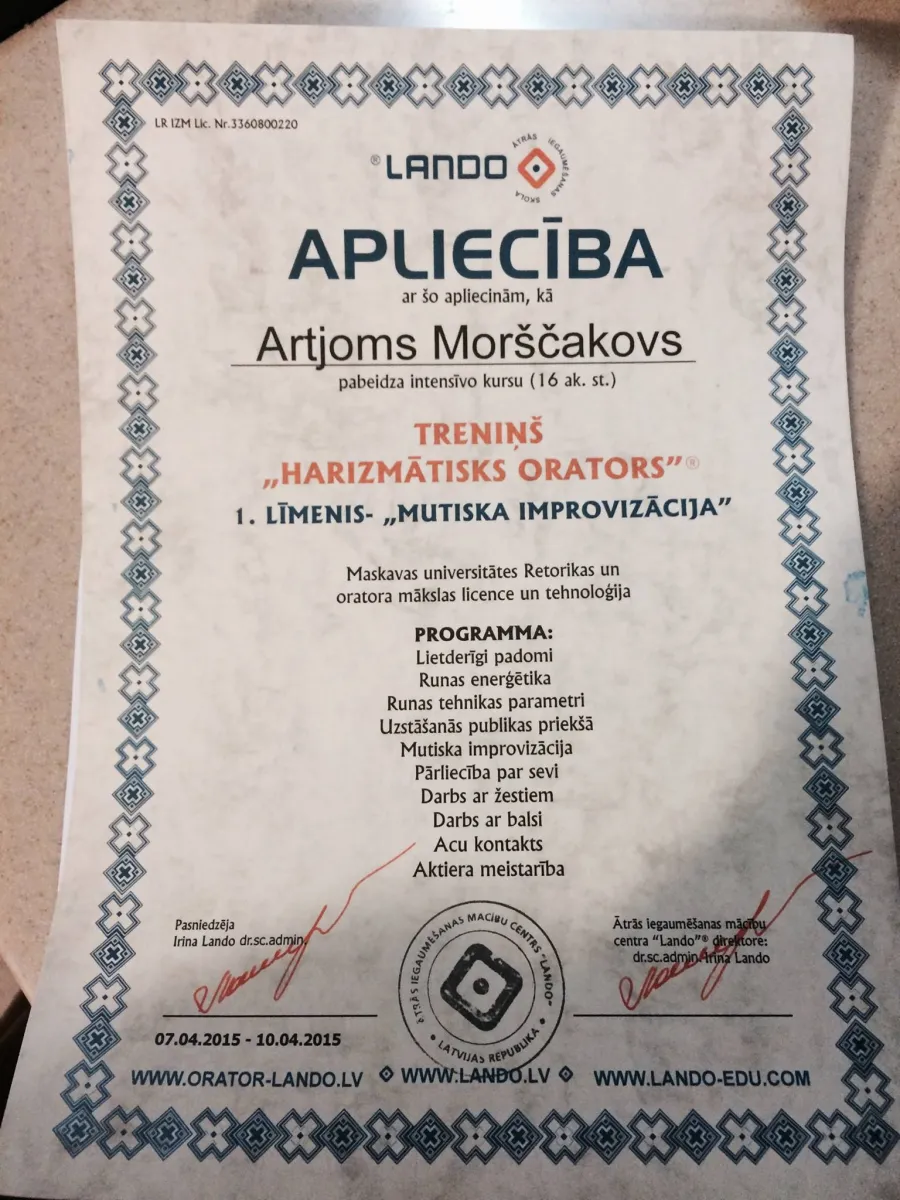 LR IZM Lic. Nr.3360800220
® LANDO
ĀTRĀS IEGAUMĒŠANAS SKOLA
APLIECĪBA
ar šo apliecinām, kā
Artjoms Morščakovs
pabeidza intensīvo kursu (16 ak. st.)
TRENIŅŠ
„HARIZMĀTISKS ORATORS”®
1. LĪMENIS- „MUTISKA IMPROVIZĀCIJA”
Maskavas universitātes Retorikas un
oratora mākslas licence un tehnoloģija
PROGRAMMA:
Lietderīgi padomi
Runas enerģētika
Runas tehnikas parametri
Uzstāšanās publikas priekšā
Mutiska improvizācija
Pārliecība par sevi
Darbs ar žestiem
Darbs ar balsi
Acu kontakts
Aktiera meistarība
Pasniedzēja
Irina Lando dr.sc.admin.
Ātrās iegaumēšanas mācību
centra “Lando”® direktore:
dr.sc.admin.Irina Lando
ĀTRĀS IEGAUMĒŠANAS MĀCĪBU CENTRS "LANDO"
• LATVIJAS REPUBLIKA •
07.04.2015 - 10.04.2015
WWW.ORATOR-LANDO.LV ◊ WWW.LANDO.LV ◊ WWW.LANDO-EDU.COM